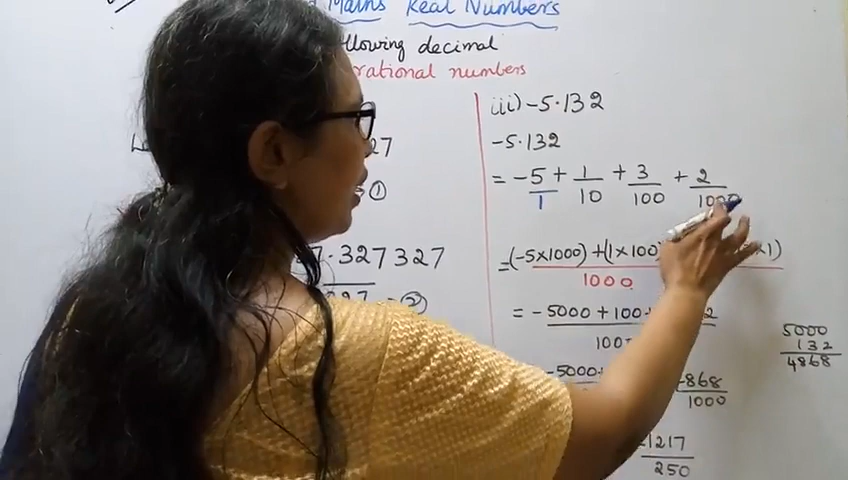 Mains Real Numbers
following decimal
rational numbers
27
①
27.327327
327
②
iii) -5.132
-5.132
= -5/1 + 1/10 + 3/100 + 2/1000
= (-5×1000) + (1×100) ×1) / 1000
= -5000 + 100 2 / 100
-5000
-868 / 1000
1217 / 250
5000
132
4868